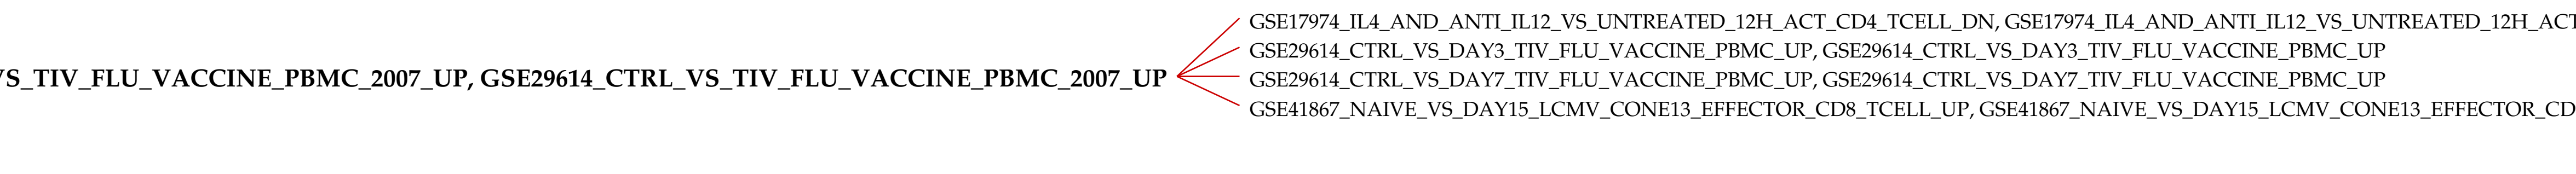 GSE17974_IL4_AND_ANTI_IL12_VS_UNTREATED_12H_ACT_CD4_TCELL_DN, GSE17974_IL4_AND_ANTI_IL12_VS_UNTREATED_12H_ACT
GSE29614_CTRL_VS_DAY3_TIV_FLU_VACCINE_PBMC_UP, GSE29614_CTRL_VS_DAY3_TIV_FLU_VACCINE_PBMC_UP
VS_TIV_FLU_VACCINE_PBMC_2007_UP, GSE29614_CTRL_VS_TIV_FLU_VACCINE_PBMC_2007_UP
GSE29614_CTRL_VS_DAY7_TIV_FLU_VACCINE_PBMC_UP, GSE29614_CTRL_VS_DAY7_TIV_FLU_VACCINE_PBMC_UP
GSE41867_NAIVE_VS_DAY15_LCMV_CONE13_EFFECTOR_CD8_TCELL_UP, GSE41867_NAIVE_VS_DAY15_LCMV_CONE13_EFFECTOR_CD